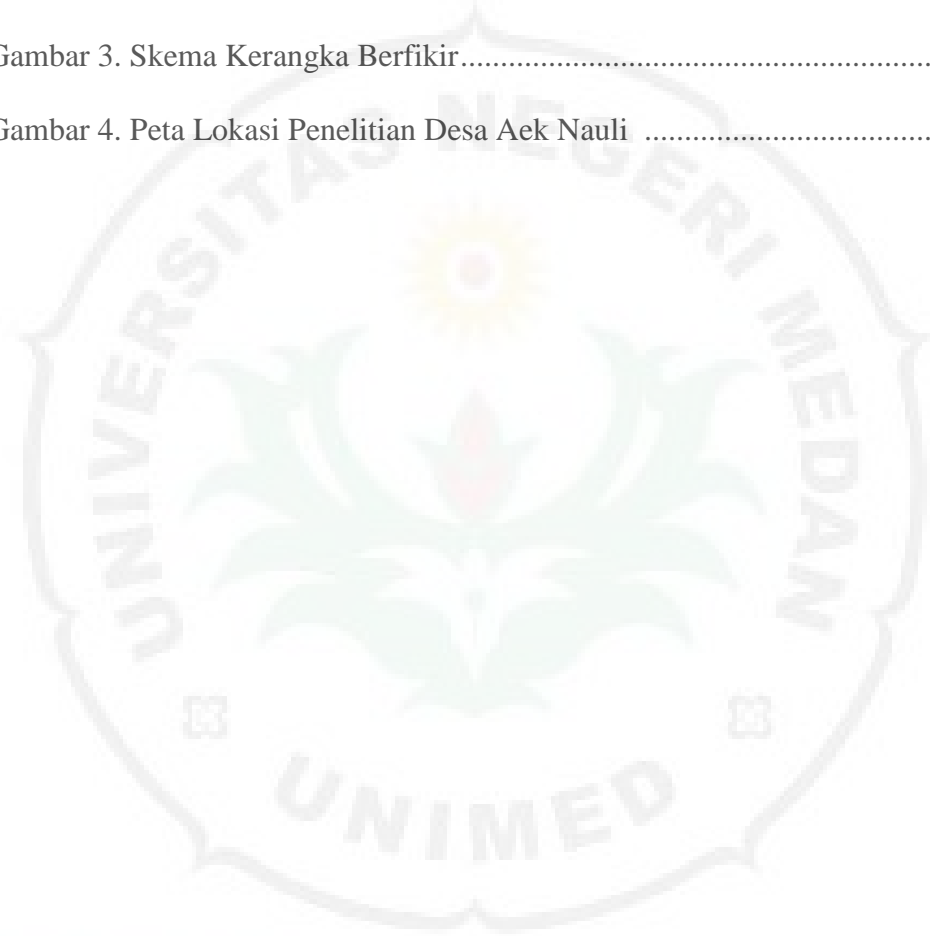 Gambar 3. Skema Kerangka Berfikir...........................................................
Gambar 4. Peta Lokasi Penelitian Desa Aek Nauli ....................................
UNIVERSITAS NEGERI MEDAN
UNIMED